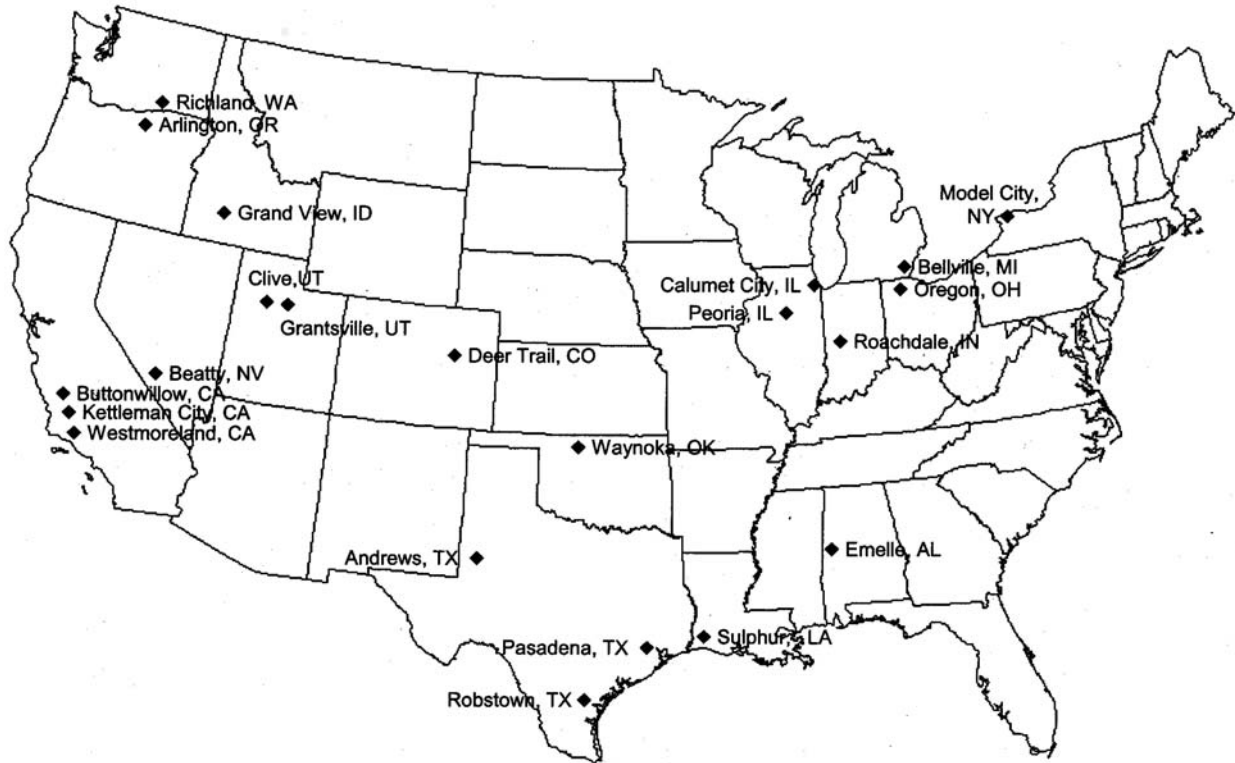 Richland, WA
Arlington, OR
Grand View, ID
Model City,
NY
Clive,UT
Grantsville, UT
Bellville, MI
Calumet City, IL
Oregon, OH
Peoria, IL
Roachdale, IN
Deer Trail, CO
Beatty, NV
Buttonwillow, CA
Kettleman City, CA
Westmoreland, CA
Waynoka, OK
Andrews, TX
Emelle, AL
Sulphur, LA
Pasadena, TX
Robstown, TX